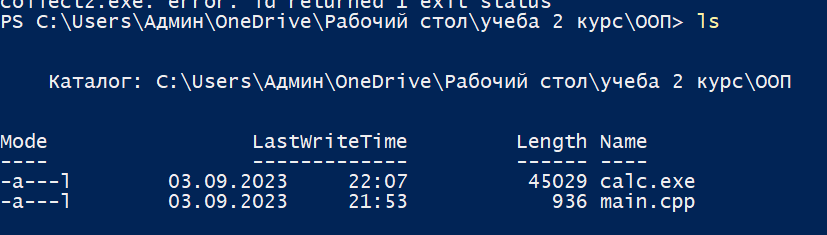 collect2.exe: error: ld returned 1 exit status
PS C:\Users\Админ\OneDrive\Рабочий стол\учеба 2 курс\ООП> ls
Каталог: C:\Users\Админ\OneDrive\Рабочий стол\учеба 2 курс\ООП
Mode LastWriteTime Length Name
---- ------------- ------ ----
-a---l 03.09.2023 22:07 45029 calc.exe
-a---l 03.09.2023 21:53 936 main.cpp